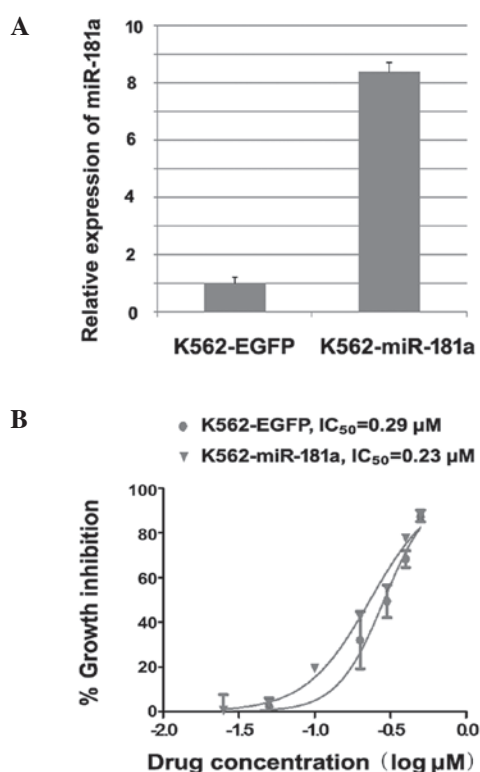 A
Relative expression of miR-181a
10
8
6
4
2
0
K562-EGFP K562-miR-181a
B
K562-EGFP, IC50=0.29 μM
K562-miR-181a, IC50=0.23 μM
% Growth inhibition
100
80
60
40
20
0
-2.0 -1.5 -1.0 -0.5 0.0
Drug concentration (log μM)